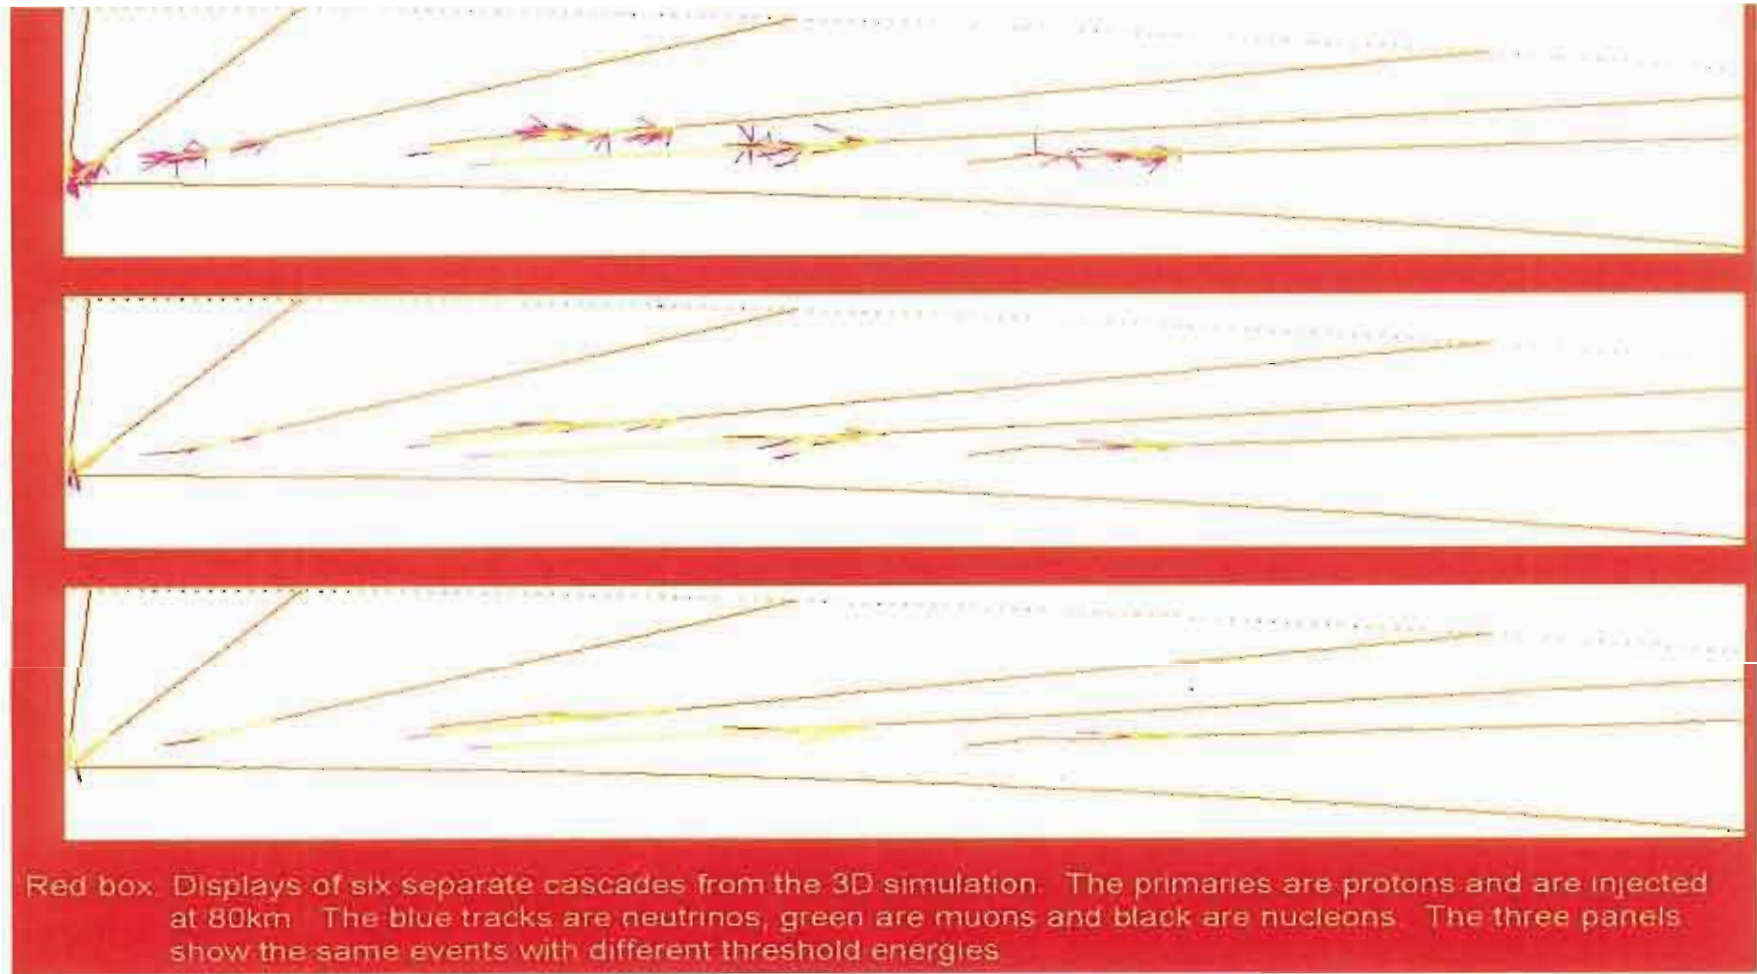 Red box Displays of six separate cascades from the 3D simulation The primaries are protons and are injected
at 80km The blue tracks are neutrinos, green are muons and black are nucleons The three panels
show the same events with different threshold energies